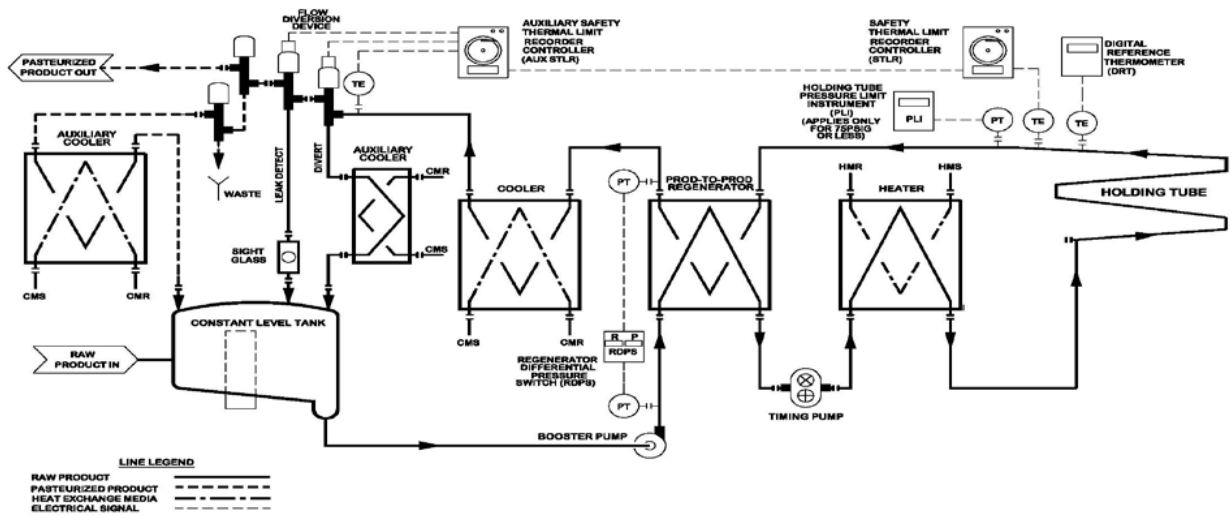 FLOW
DIVERSION
DEVICE
AUXILIARY SAFETY
THERMAL LIMIT
RECORDER
CONTROLLER
(AUX STLR)
SAFETY
THERMAL LIMIT
RECORDER
CONTROLLER
(STLR)
DIGITAL
REFERENCE
THERMOMETER
(DRT)
PASTEURIZED
PRODUCT OUT
TE
HOLDING TUBE
PRESSURE LIMIT
INSTRUMENT
(PLI)
(APPLIES ONLY
FOR 75PSIG
OR LESS)
PLI
PT
TE
TE
AUXILIARY
COOLER
WASTE
LEAK DETECT
DIVERT
AUXILIARY
COOLER
CMR
CMS
COOLER
PT
PROD-TO-PROD
REGENERATOR
HMR
HMS
HEATER
HOLDING TUBE
SIGHT
GLASS
CMS
CMR
CONSTANT LEVEL TANK
RAW
PRODUCT IN
CMS
CMR
R P
RDPS
REGENERATOR
DIFFERENTIAL
PRESSURE
SWITCH (RDPS)
PT
TIMING PUMP
BOOSTER PUMP
LINE LEGEND
RAW PRODUCT
PASTEURIZED PRODUCT
HEAT EXCHANGE MEDIA
ELECTRICAL SIGNAL